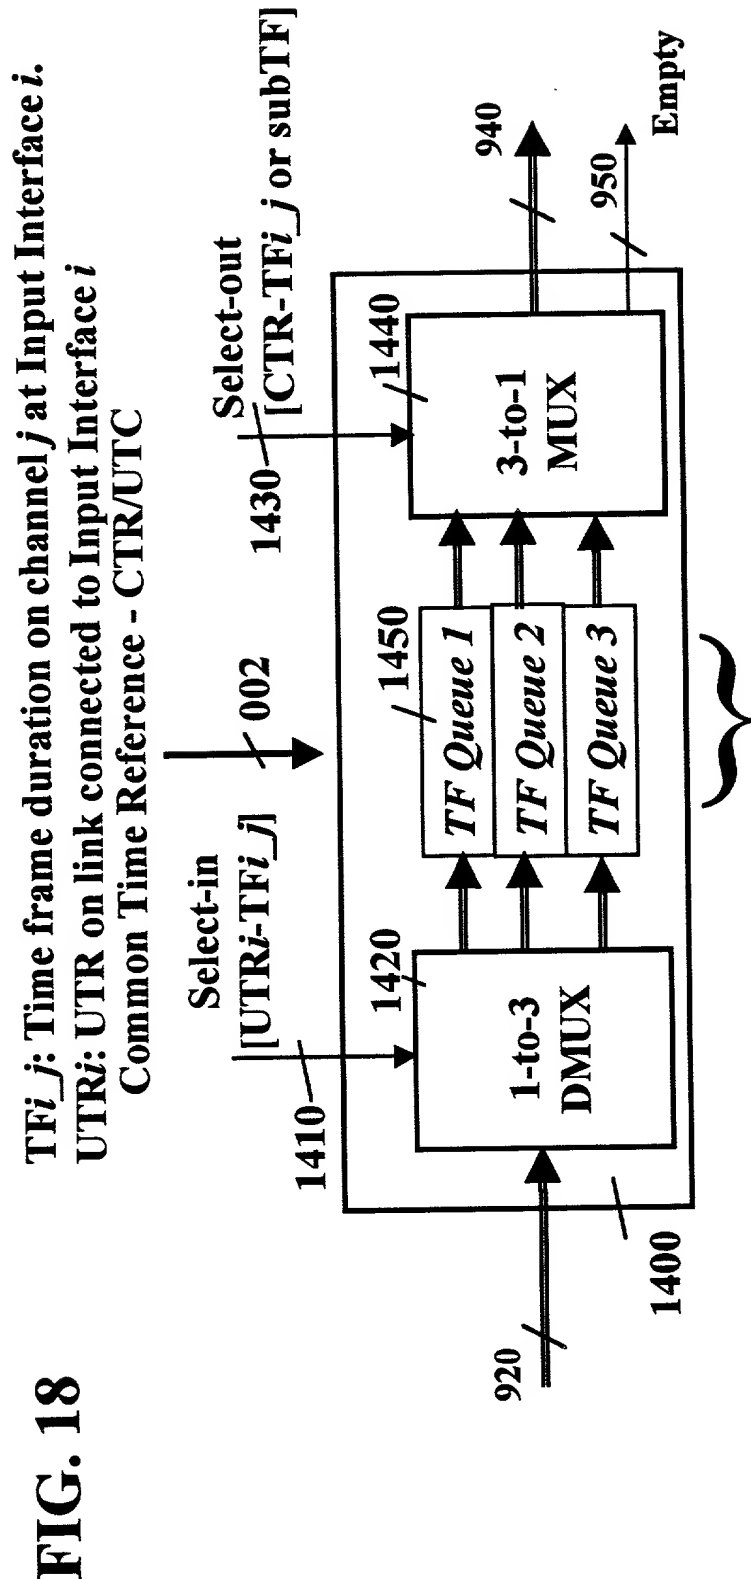 FIG. 18
TFi_j: Time frame duration on channel j at Input Interface i.
UTRi: UTR on link connected to Input Interface i
Common Time Reference - CTR/UTC
002
Select-in
[UTRi-TFi_j]
1410
Select-out
[CTR-TFi_j or subTF]
1430
920
1400
1420
1-to-3
DMUX
1450
TF Queue 1
TF Queue 2
TF Queue 3
1440
3-to-1
MUX
940
950
Empty